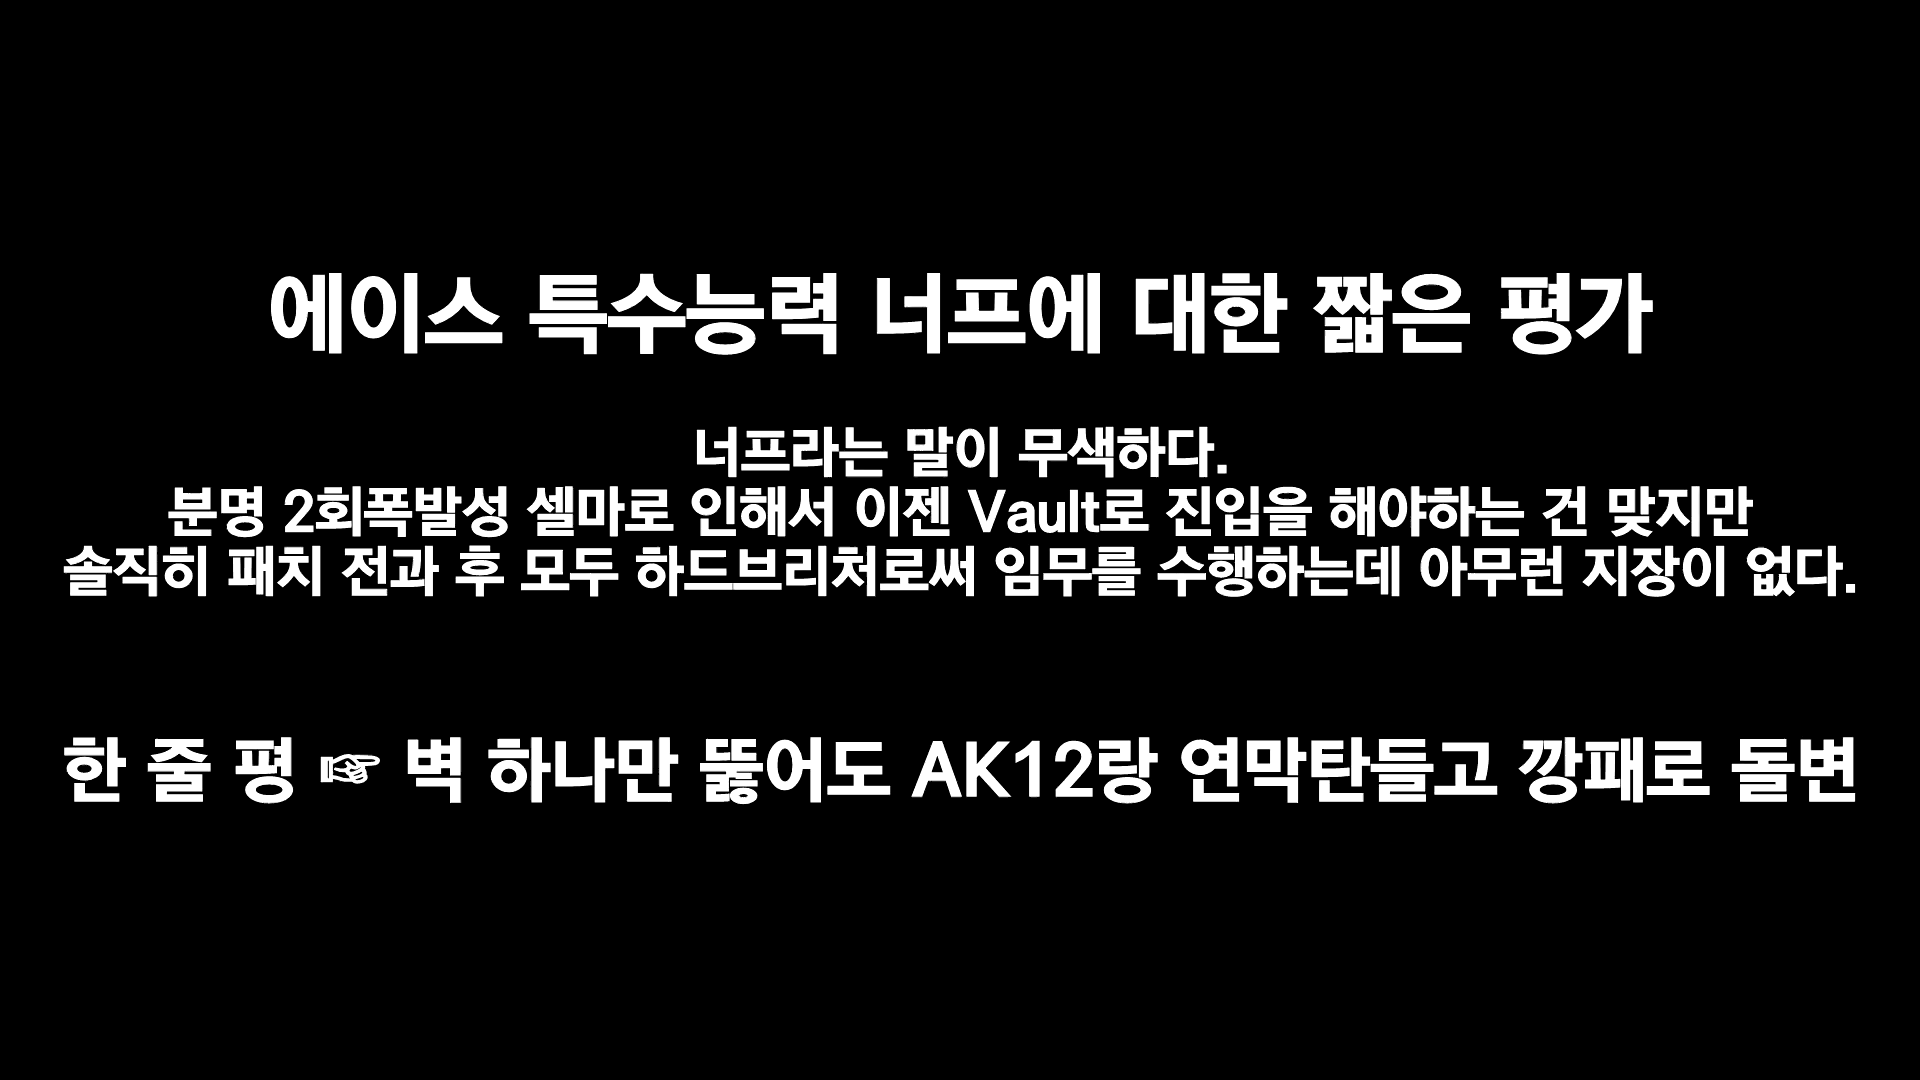 에이스 특수능력 너프에 대한 짧은 평가
너프라는 말이 무색하다.
분명 2회폭발성 셀마로 인해서 이젠 Vault로 진입을 해야하는 건 맞지만
솔직히 패치 전과 후 모두 하드브리처로써 임무를 수행하는데 아무런 지장이 없다.
한 줄 평 ☞ 벽 하나만 뚫어도 AK12랑 연막탄들고 깡패로 돌변